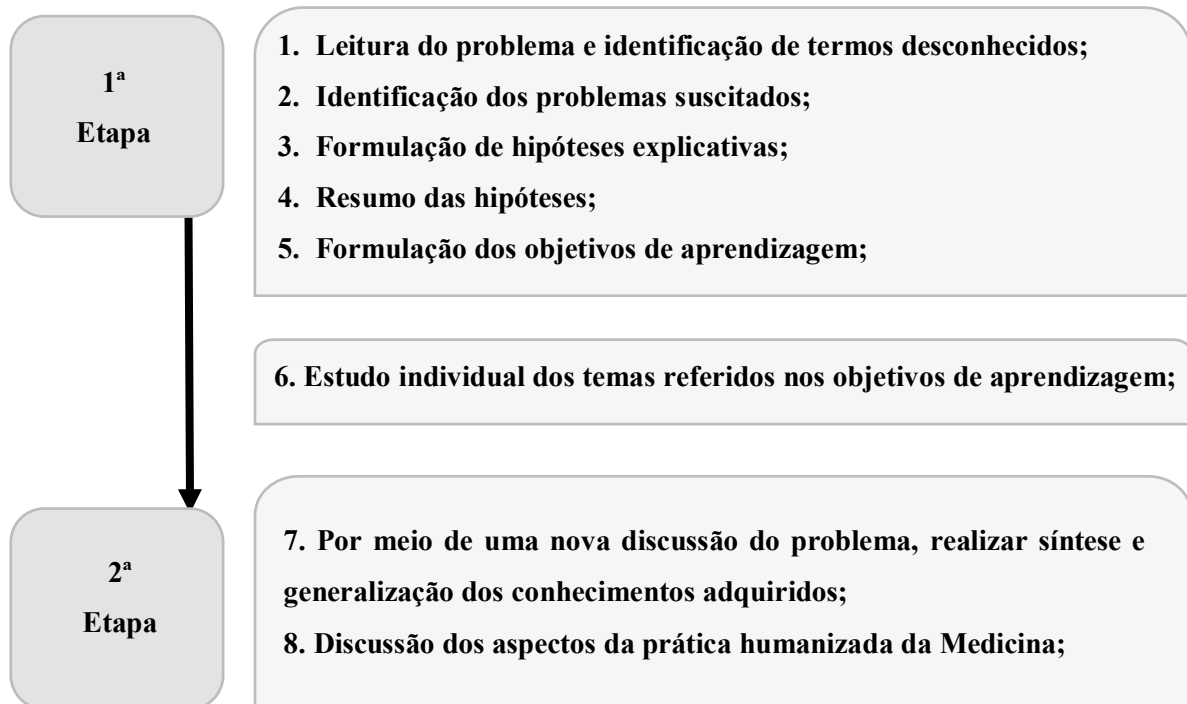 1ª
Etapa
1. Leitura do problema e identificação de termos desconhecidos;
2. Identificação dos problemas suscitados;
3. Formulação de hipóteses explicativas;
4. Resumo das hipóteses;
5. Formulação dos objetivos de aprendizagem;
6. Estudo individual dos temas referidos nos objetivos de aprendizagem;
2ª
Etapa
7. Por meio de uma nova discussão do problema, realizar síntese e
generalização dos conhecimentos adquiridos;
8. Discussão dos aspectos da prática humanizada da Medicina;